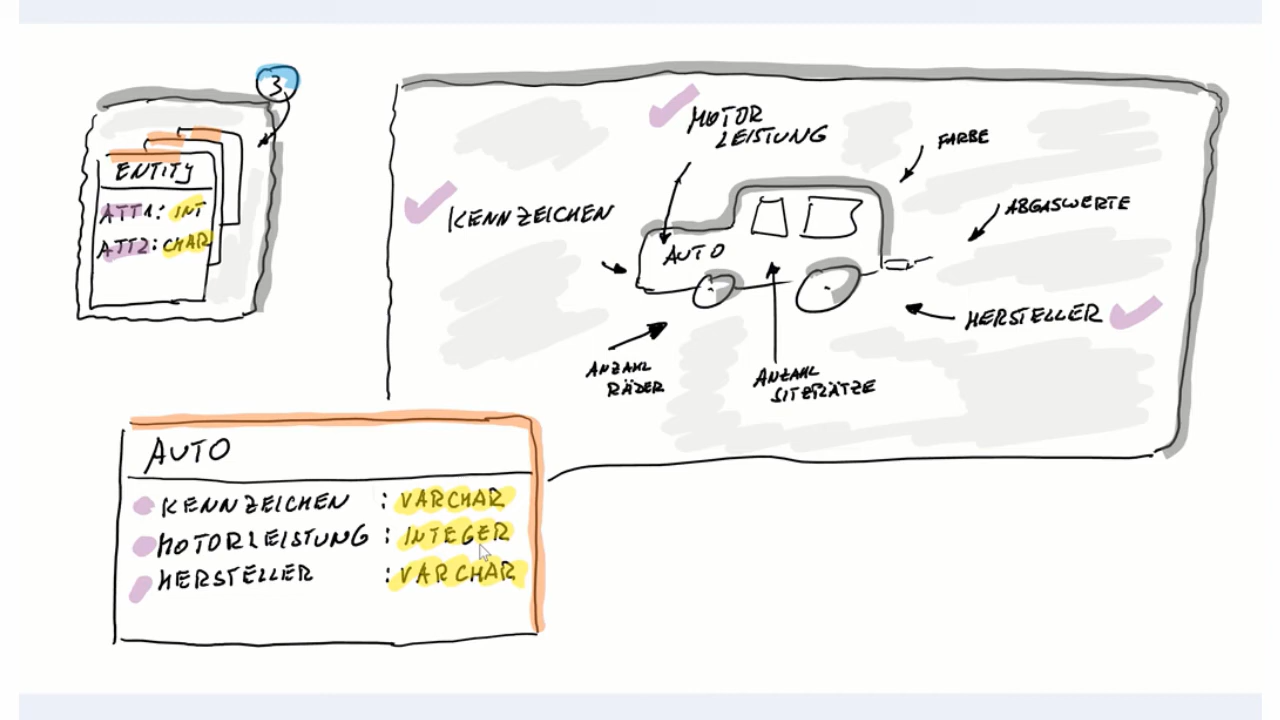 3
ENTITY
ATT1: INT
ATT2: CHAR
MOTOR
LEISTUNG
FARBE
KENNZEICHEN
ABGASWERTE
AUTO
HERSTELLER
ANZAHL
RÄDER
ANZAHL
SITZPLÄTZE
AUTO
KENNZEICHEN : VARCHAR
MOTORLEISTUNG : INTEGER
HERSTELLER : VARCHAR